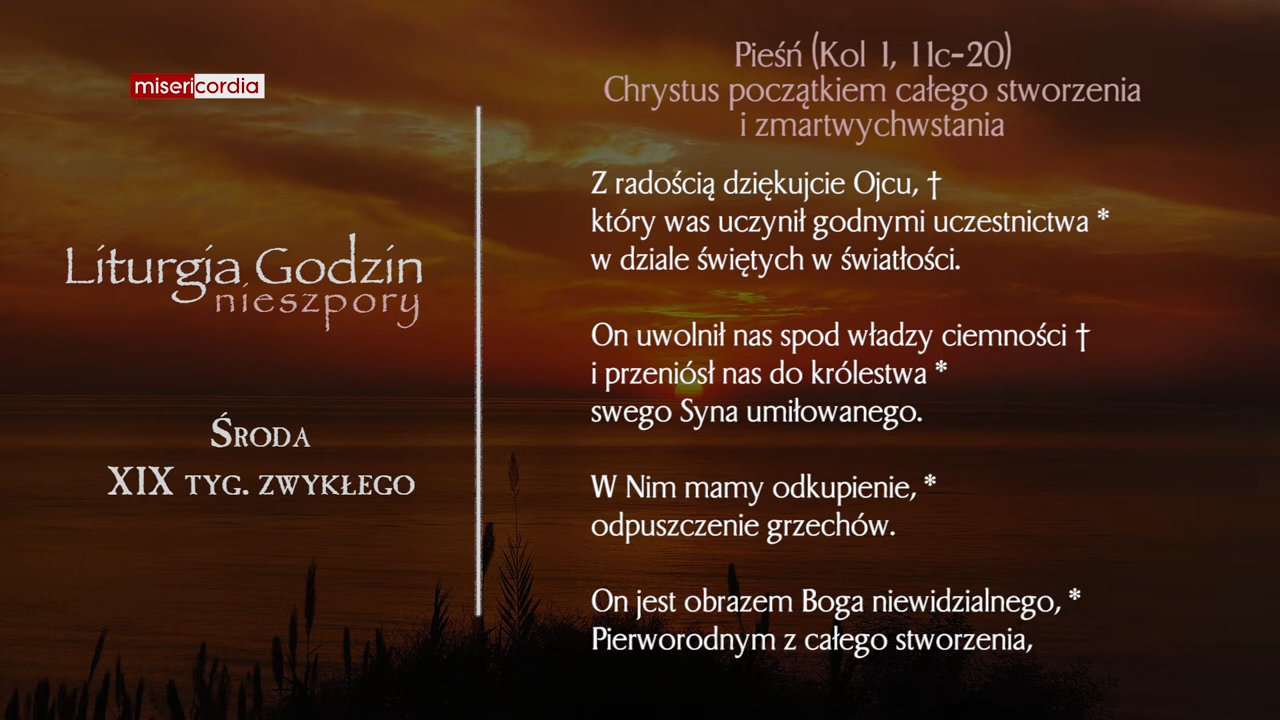 misericordia
Liturgia Godzin
nieszpory
Środa
XIX tyg. zwykłego
Pieśń (Kol 1, 11c-20)
Chrystus początkiem całego stworzenia
i zmartwychwstania
Z radością dziękujcie Ojcu, †
który was uczynił godnymi uczestnictwa *
w dziale świętych w światłości.
On uwolnił nas spod władzy ciemności †
i przeniósł nas do królestwa *
swego Syna umiłowanego.
W Nim mamy odkupienie, *
odpuszczenie grzechów.
On jest obrazem Boga niewidzialnego, *
Pierworodnym z całego stworzenia,